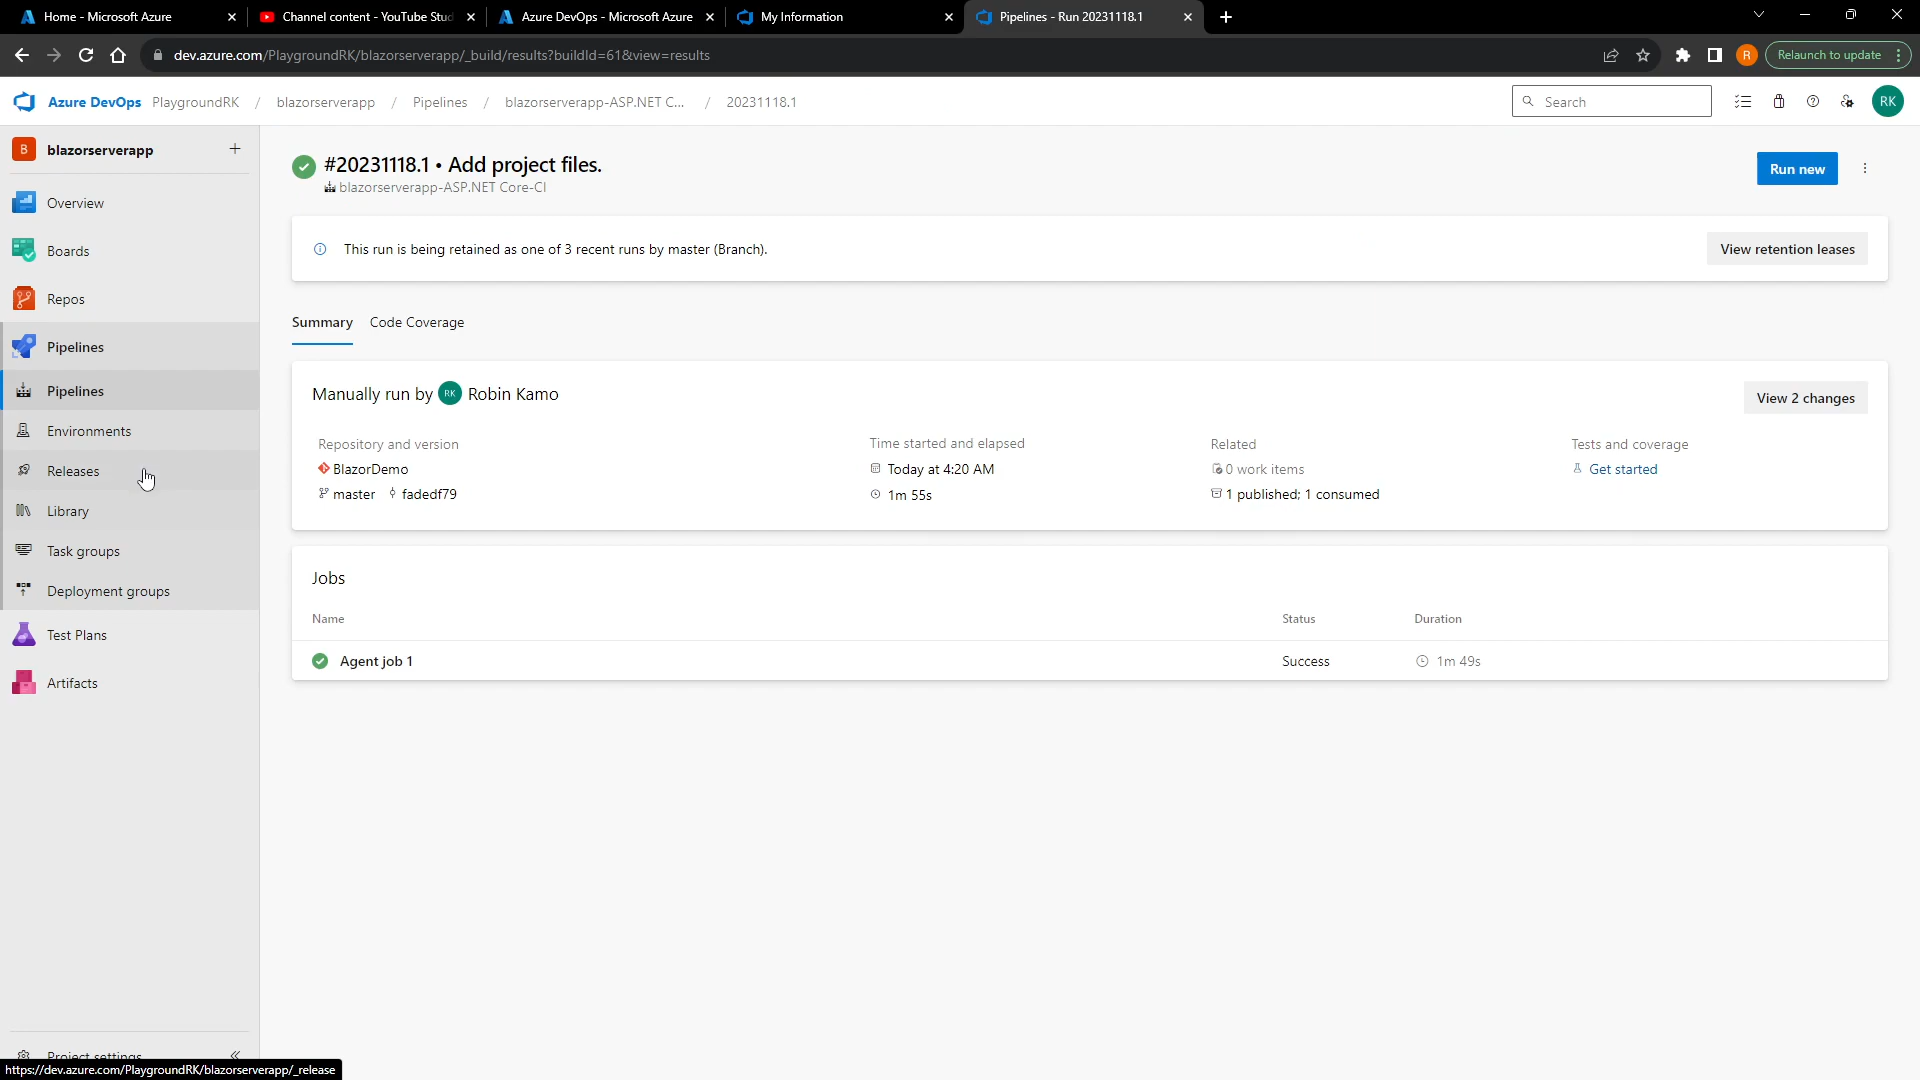 Home - Microsoft Azure
Channel content - YouTube Stud
Azure DevOps - Microsoft Azure
My Information
Pipelines - Run 20231118.1
dev.azure.com/PlaygroundRK/blazorserverapp/_build/results?buildId=61&view=results
R
Relaunch to update
Azure DevOps PlaygroundRK / blazorserverapp / Pipelines / blazorserverapp-ASP.NET C... / 20231118.1
Search
RK
B blazorserverapp
Overview
Boards
Repos
Pipelines
Pipelines
Environments
Releases
Library
Task groups
Deployment groups
Test Plans
Artifacts
Project settings
https://dev.azure.com/PlaygroundRK/blazorserverapp/_release
#20231118.1 • Add project files.
blazorserverapp-ASP.NET Core-CI
Run new
This run is being retained as one of 3 recent runs by master (Branch).
View retention leases
Summary Code Coverage
Manually run by RK Robin Kamo
View 2 changes
Repository and version
BlazorDemo
master fadedf79
Time started and elapsed
Today at 4:20 AM
1m 55s
Related
0 work items
1 published; 1 consumed
Tests and coverage
Get started
Jobs
Name Status Duration
Agent job 1 Success 1m 49s